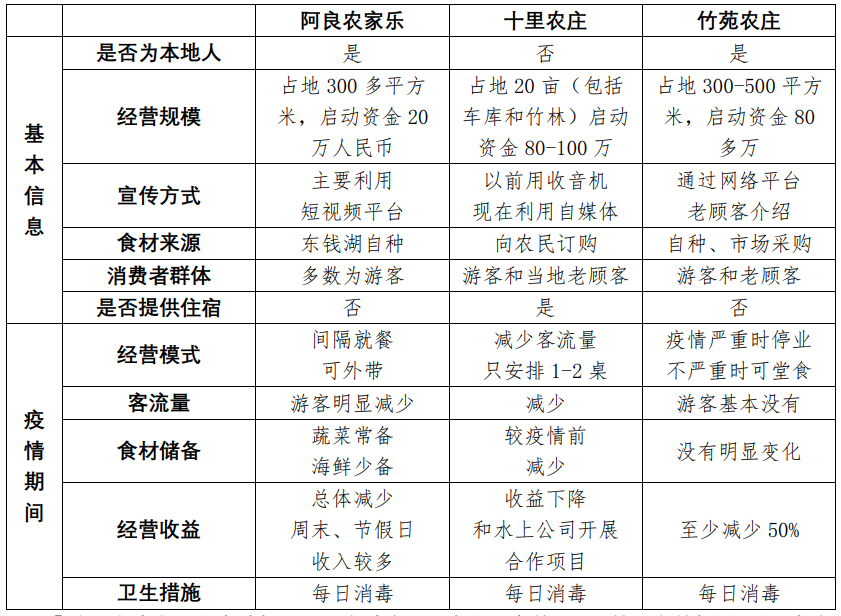 阿良农家乐 十里农庄 竹苑农庄
基本信息
是否为本地人 是 否 是
经营规模
占地 300 多平方
米，启动资金 20
万人民币
占地 20 亩（包括
车库和竹林）启动
资金 80-100 万
占地 300-500 平方
米，启动资金 80
多万
宣传方式
主要利用
短视频平台
以前用收音机
现在利用自媒体
通过网络平台
老顾客介绍
食材来源 东钱湖自种 向农民订购 自种、市场采购
消费者群体 多数为游客 游客和当地老顾客 游客和老顾客
是否提供住宿 否 是 否
疫情期间
经营模式
间隔就餐
可外带
减少客流量
只安排 1-2 桌
疫情严重时停业
不严重时可堂食
客流量 游客明显减少 减少 游客基本没有
食材储备
蔬菜常备
海鲜少备
较疫情前
减少
没有明显变化
经营收益
总体减少
周末、节假日
收入较多
收益下降
和水上公司开展
合作项目
至少减少 50%
卫生措施 每日消毒 每日消毒 每日消毒